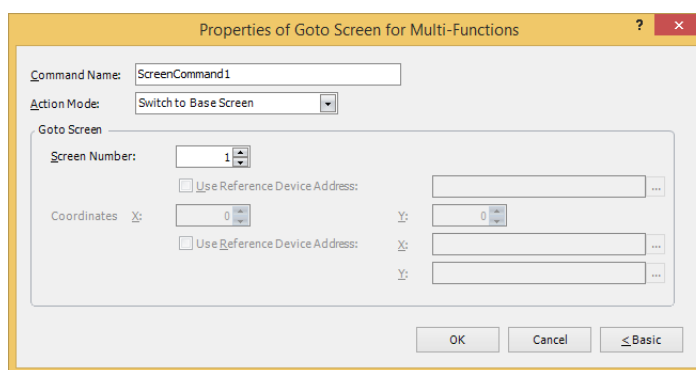 Properties of Goto Screen for Multi-Functions ? ×
Command Name: ScreenCommand1
Action Mode: Switch to Base Screen
Goto Screen
Screen Number: 1
Use Reference Device Address: ...
Coordinates X: 0 Y: 0
Use Reference Device Address: X: ...
Y: ...
OK Cancel < Basic